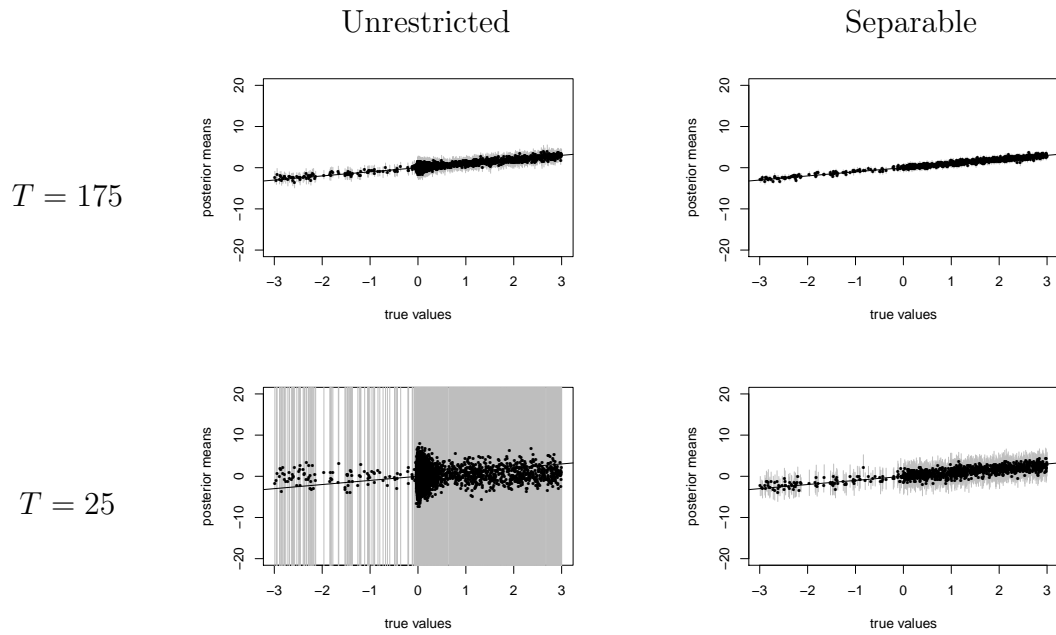 Unrestricted
Separable
T = 175
posterior means
20
10
0
−10
−20
−3 −2 −1 0 1 2 3
true values
posterior means
20
10
0
−10
−20
−3 −2 −1 0 1 2 3
true values
T = 25
posterior means
20
10
0
−10
−20
−3 −2 −1 0 1 2 3
true values
posterior means
20
10
0
−10
−20
−3 −2 −1 0 1 2 3
true values